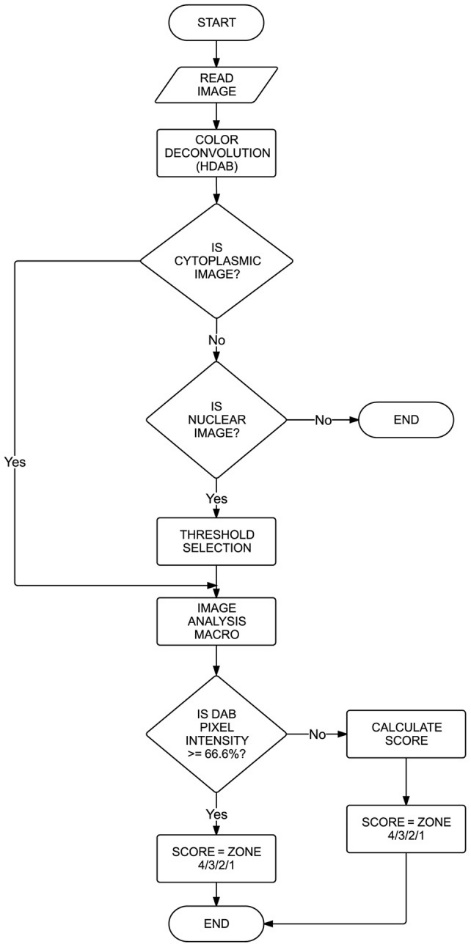 START
READ
IMAGE
COLOR
DECONVOLUTION
(HDAB)
IS
CYTOPLASMIC
IMAGE?
No
IS
NUCLEAR
IMAGE?
No
END
Yes
Yes
THRESHOLD
SELECTION
IMAGE
ANALYSIS
MACRO
IS DAB
PIXEL
INTENSITY
>= 66.6%?
No
CALCULATE
SCORE
Yes
SCORE = ZONE
4/3/2/1
SCORE = ZONE
4/3/2/1
END